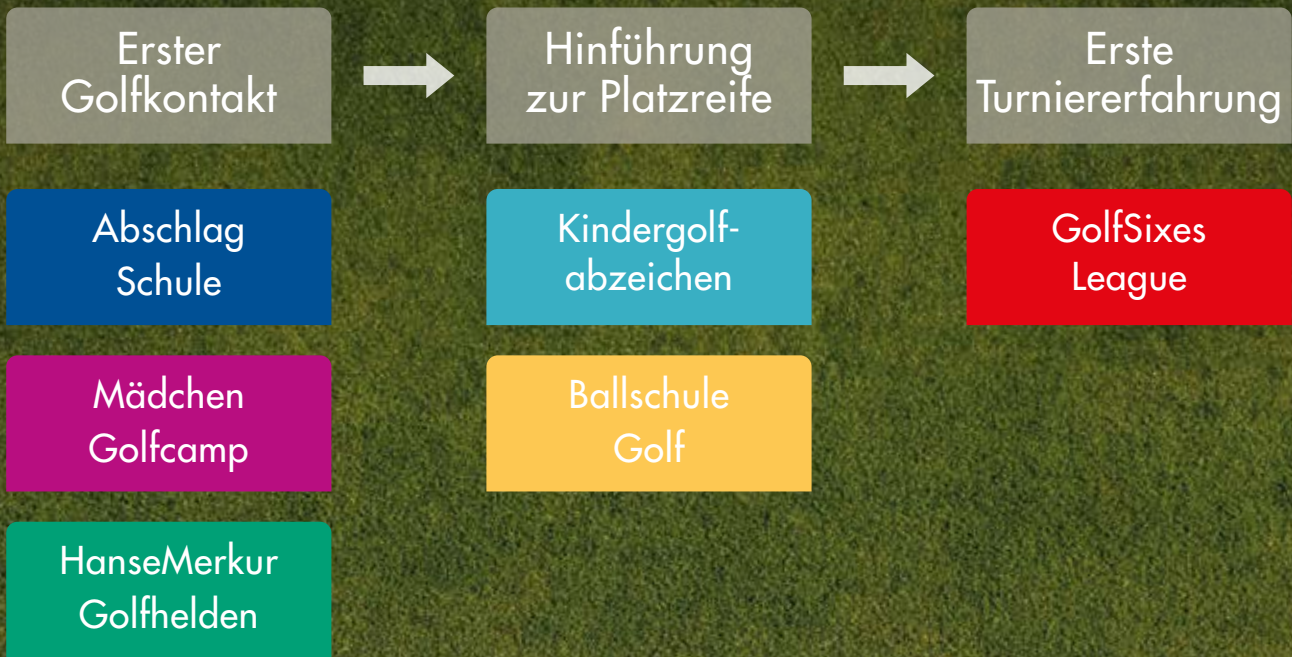 Erster
Golfkontakt
Hinführung
zur Platzreife
Erste
Turniererfahrung
Abschlag
Schule
Mädchen
Golfcamp
HanseMerkur
Golfhelden
Kindergolf-
abzeichen
Ballschule
Golf
GolfSixes
League